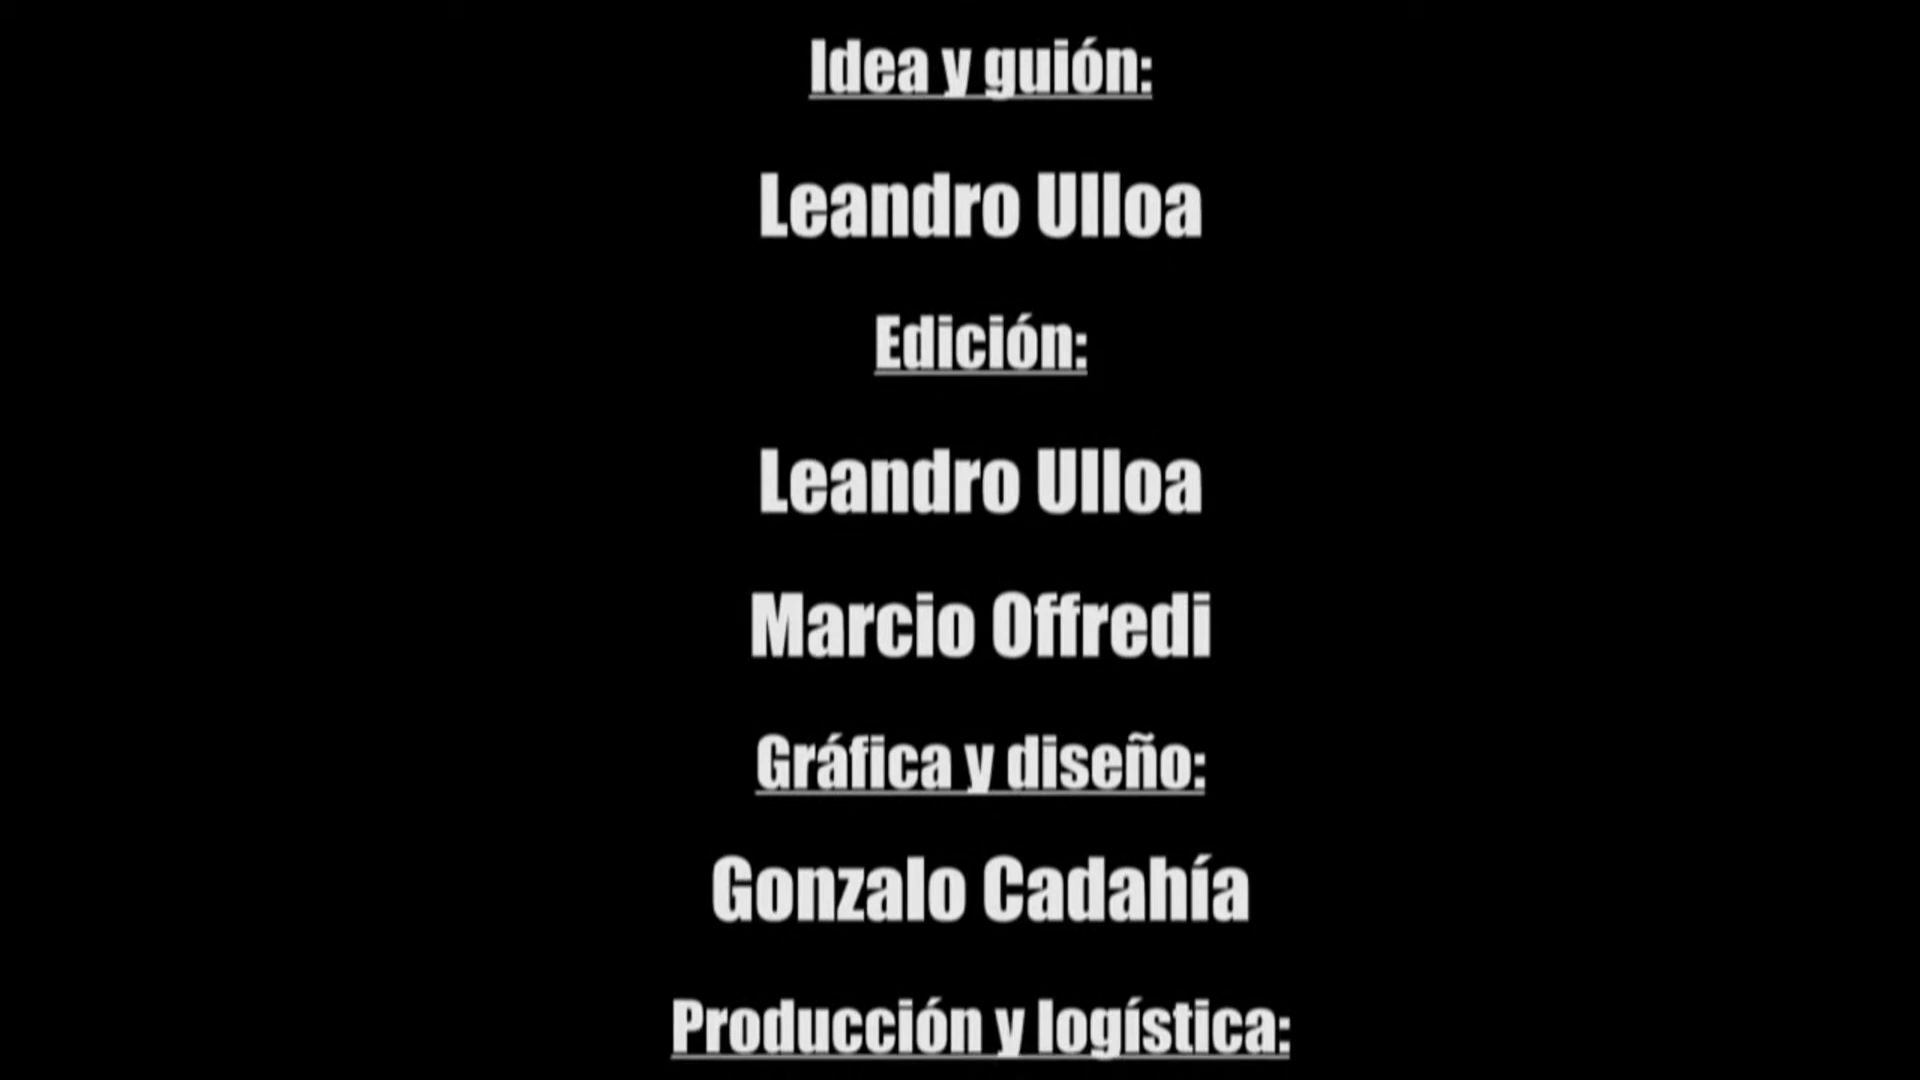 Idea y guión:
Leandro Ulloa
Edición:
Leandro Ulloa
Marcio Offredi
Gráfica y diseño:
Gonzalo Cadahía
Producción y logística: